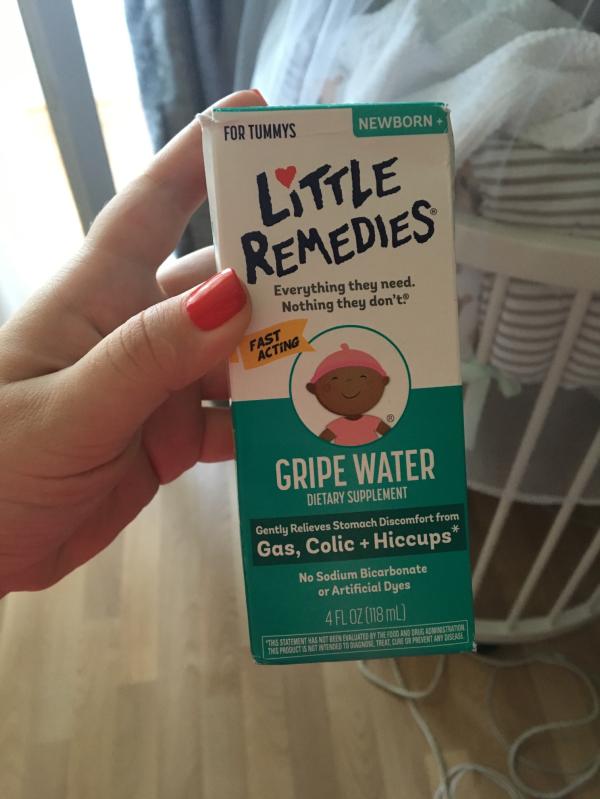 FOR TUMMYS
NEWBORN +
LiTTLE
REMEDiES®
Everything they need.
Nothing they don't.®
FAST
ACTING
®
GRIPE WATER
DIETARY SUPPLEMENT
Gently Relieves Stomach Discomfort from
Gas, Colic + Hiccups*
No Sodium Bicarbonate
or Artificial Dyes
4 FL OZ (118 mL)
*THIS STATEMENT HAS NOT BEEN EVALUATED BY THE FOOD AND DRUG ADMINISTRATION.
THIS PRODUCT IS NOT INTENDED TO DIAGNOSE, TREAT, CURE OR PREVENT ANY DISEASE.